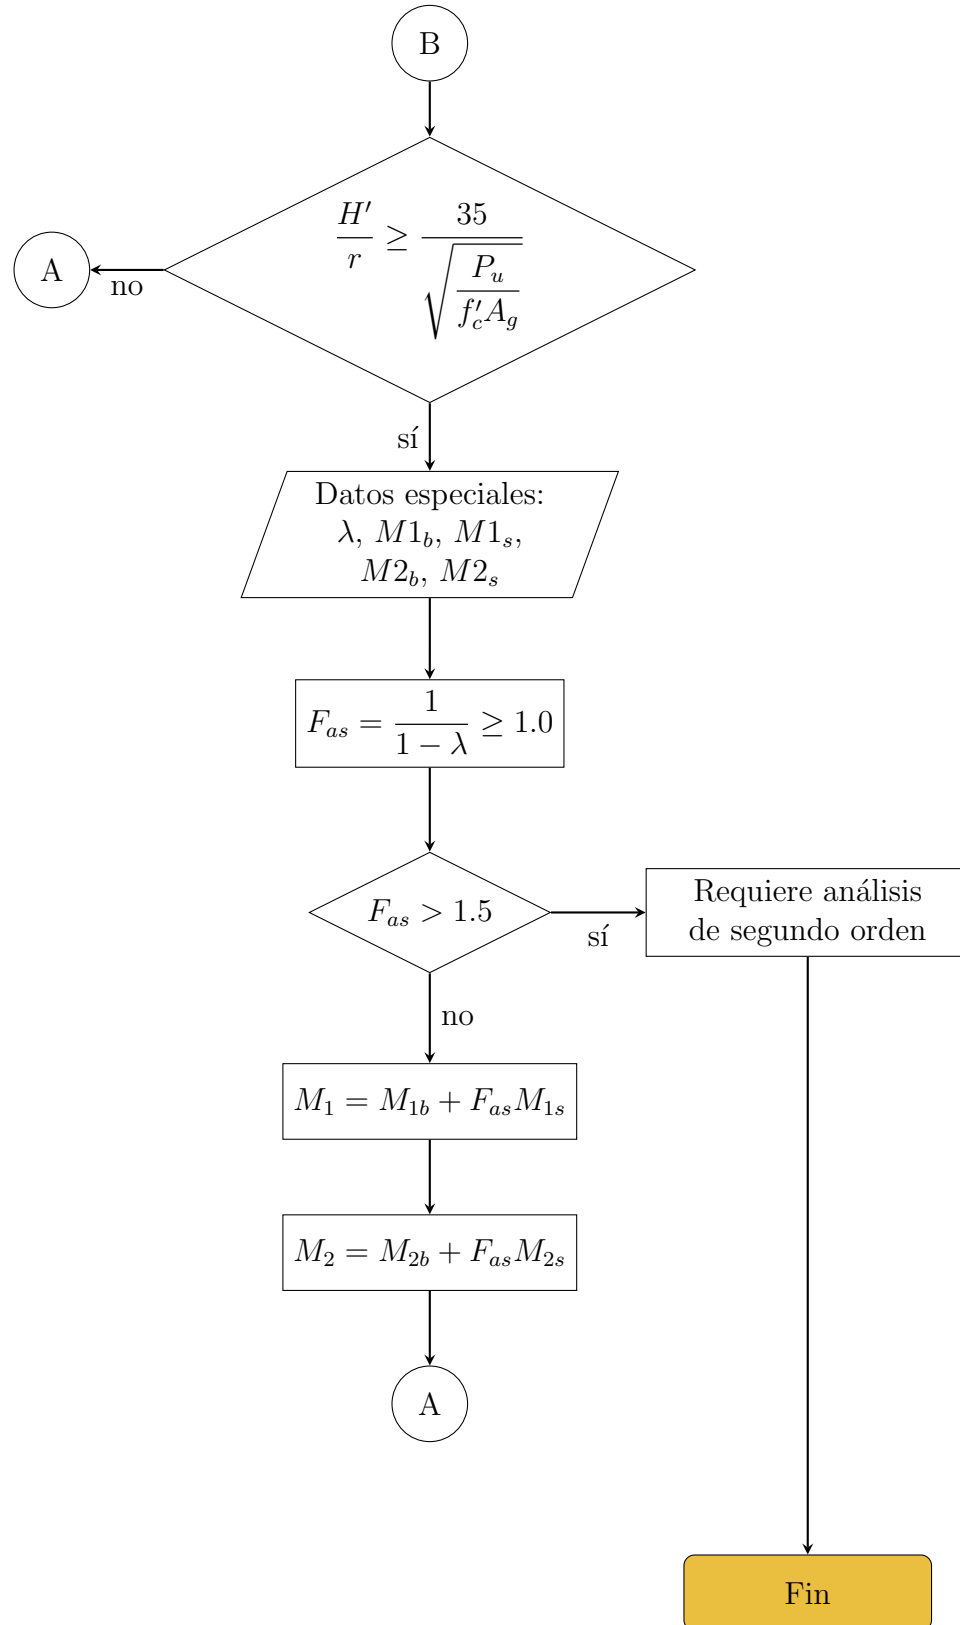 B
H′/r ≥ 35/√(P_u/(f′_c A_g))
A
no
sí
Datos especiales:
λ, M1_b, M1_s,
M2_b, M2_s
F_as = 1/(1 − λ) ≥ 1.0
F_as > 1.5
sí
Requiere análisis
de segundo orden
no
M_1 = M_1b + F_as M_1s
M_2 = M_2b + F_as M_2s
A
Fin